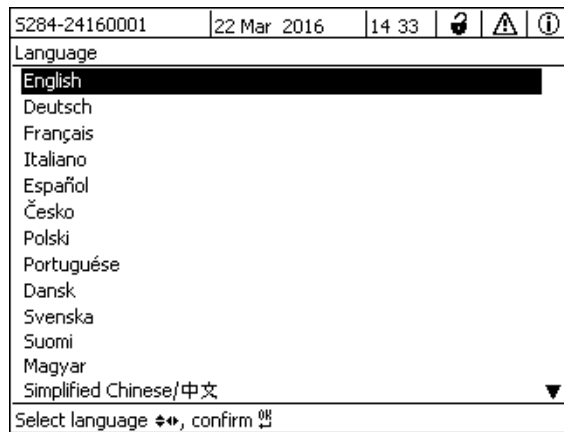 S284-24160001 22 Mar 2016 14 33
Language
English
Deutsch
Français
Italiano
Español
Česko
Polski
Portuguése
Dansk
Svenska
Suomi
Magyar
Simplified Chinese/中文
Select language, confirm OK